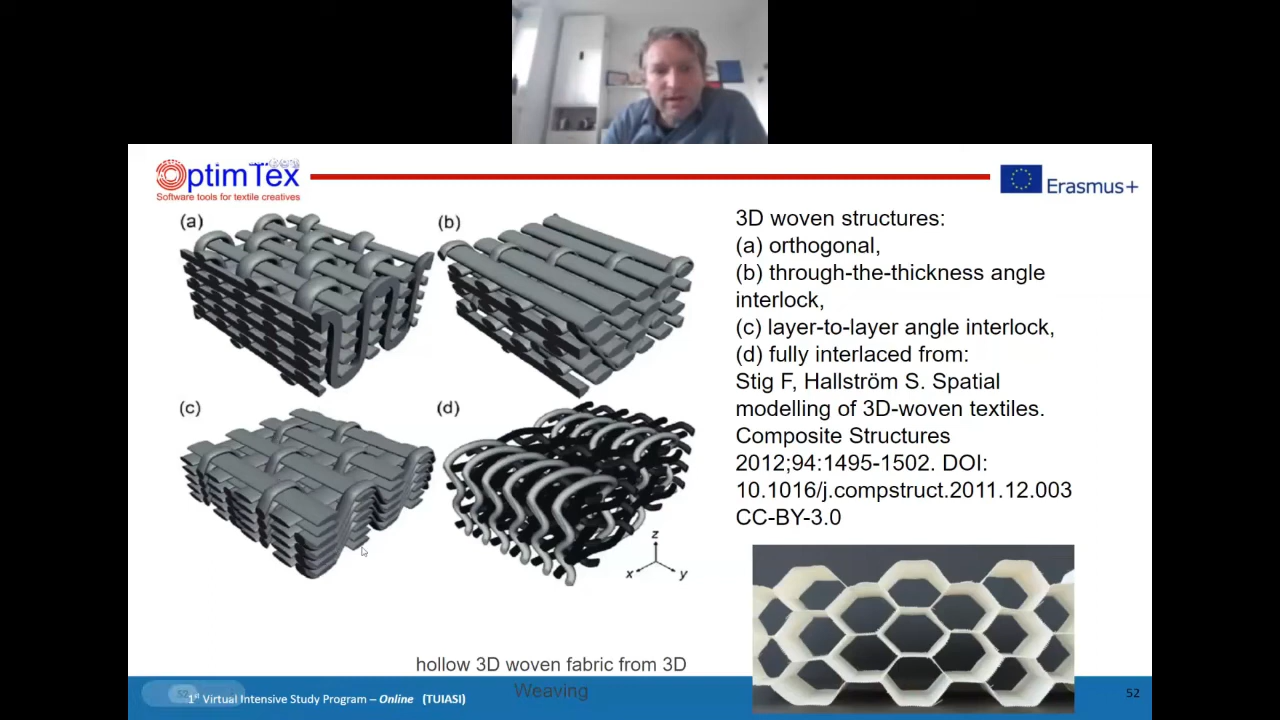 OptimTex
Software tools for textile creatives
Erasmus+
(a)
(b)
(c)
(d)
z
x
y
3D woven structures:
(a) orthogonal,
(b) through-the-thickness angle
interlock,
(c) layer-to-layer angle interlock,
(d) fully interlaced from:
Stig F, Hallström S. Spatial
modelling of 3D-woven textiles.
Composite Structures
2012;94:1495-1502. DOI:
10.1016/j.compstruct.2011.12.003
CC-BY-3.0
hollow 3D woven fabric from 3D
Weaving
52
1st Virtual Intensive Study Program – Online (TUIASI)
52